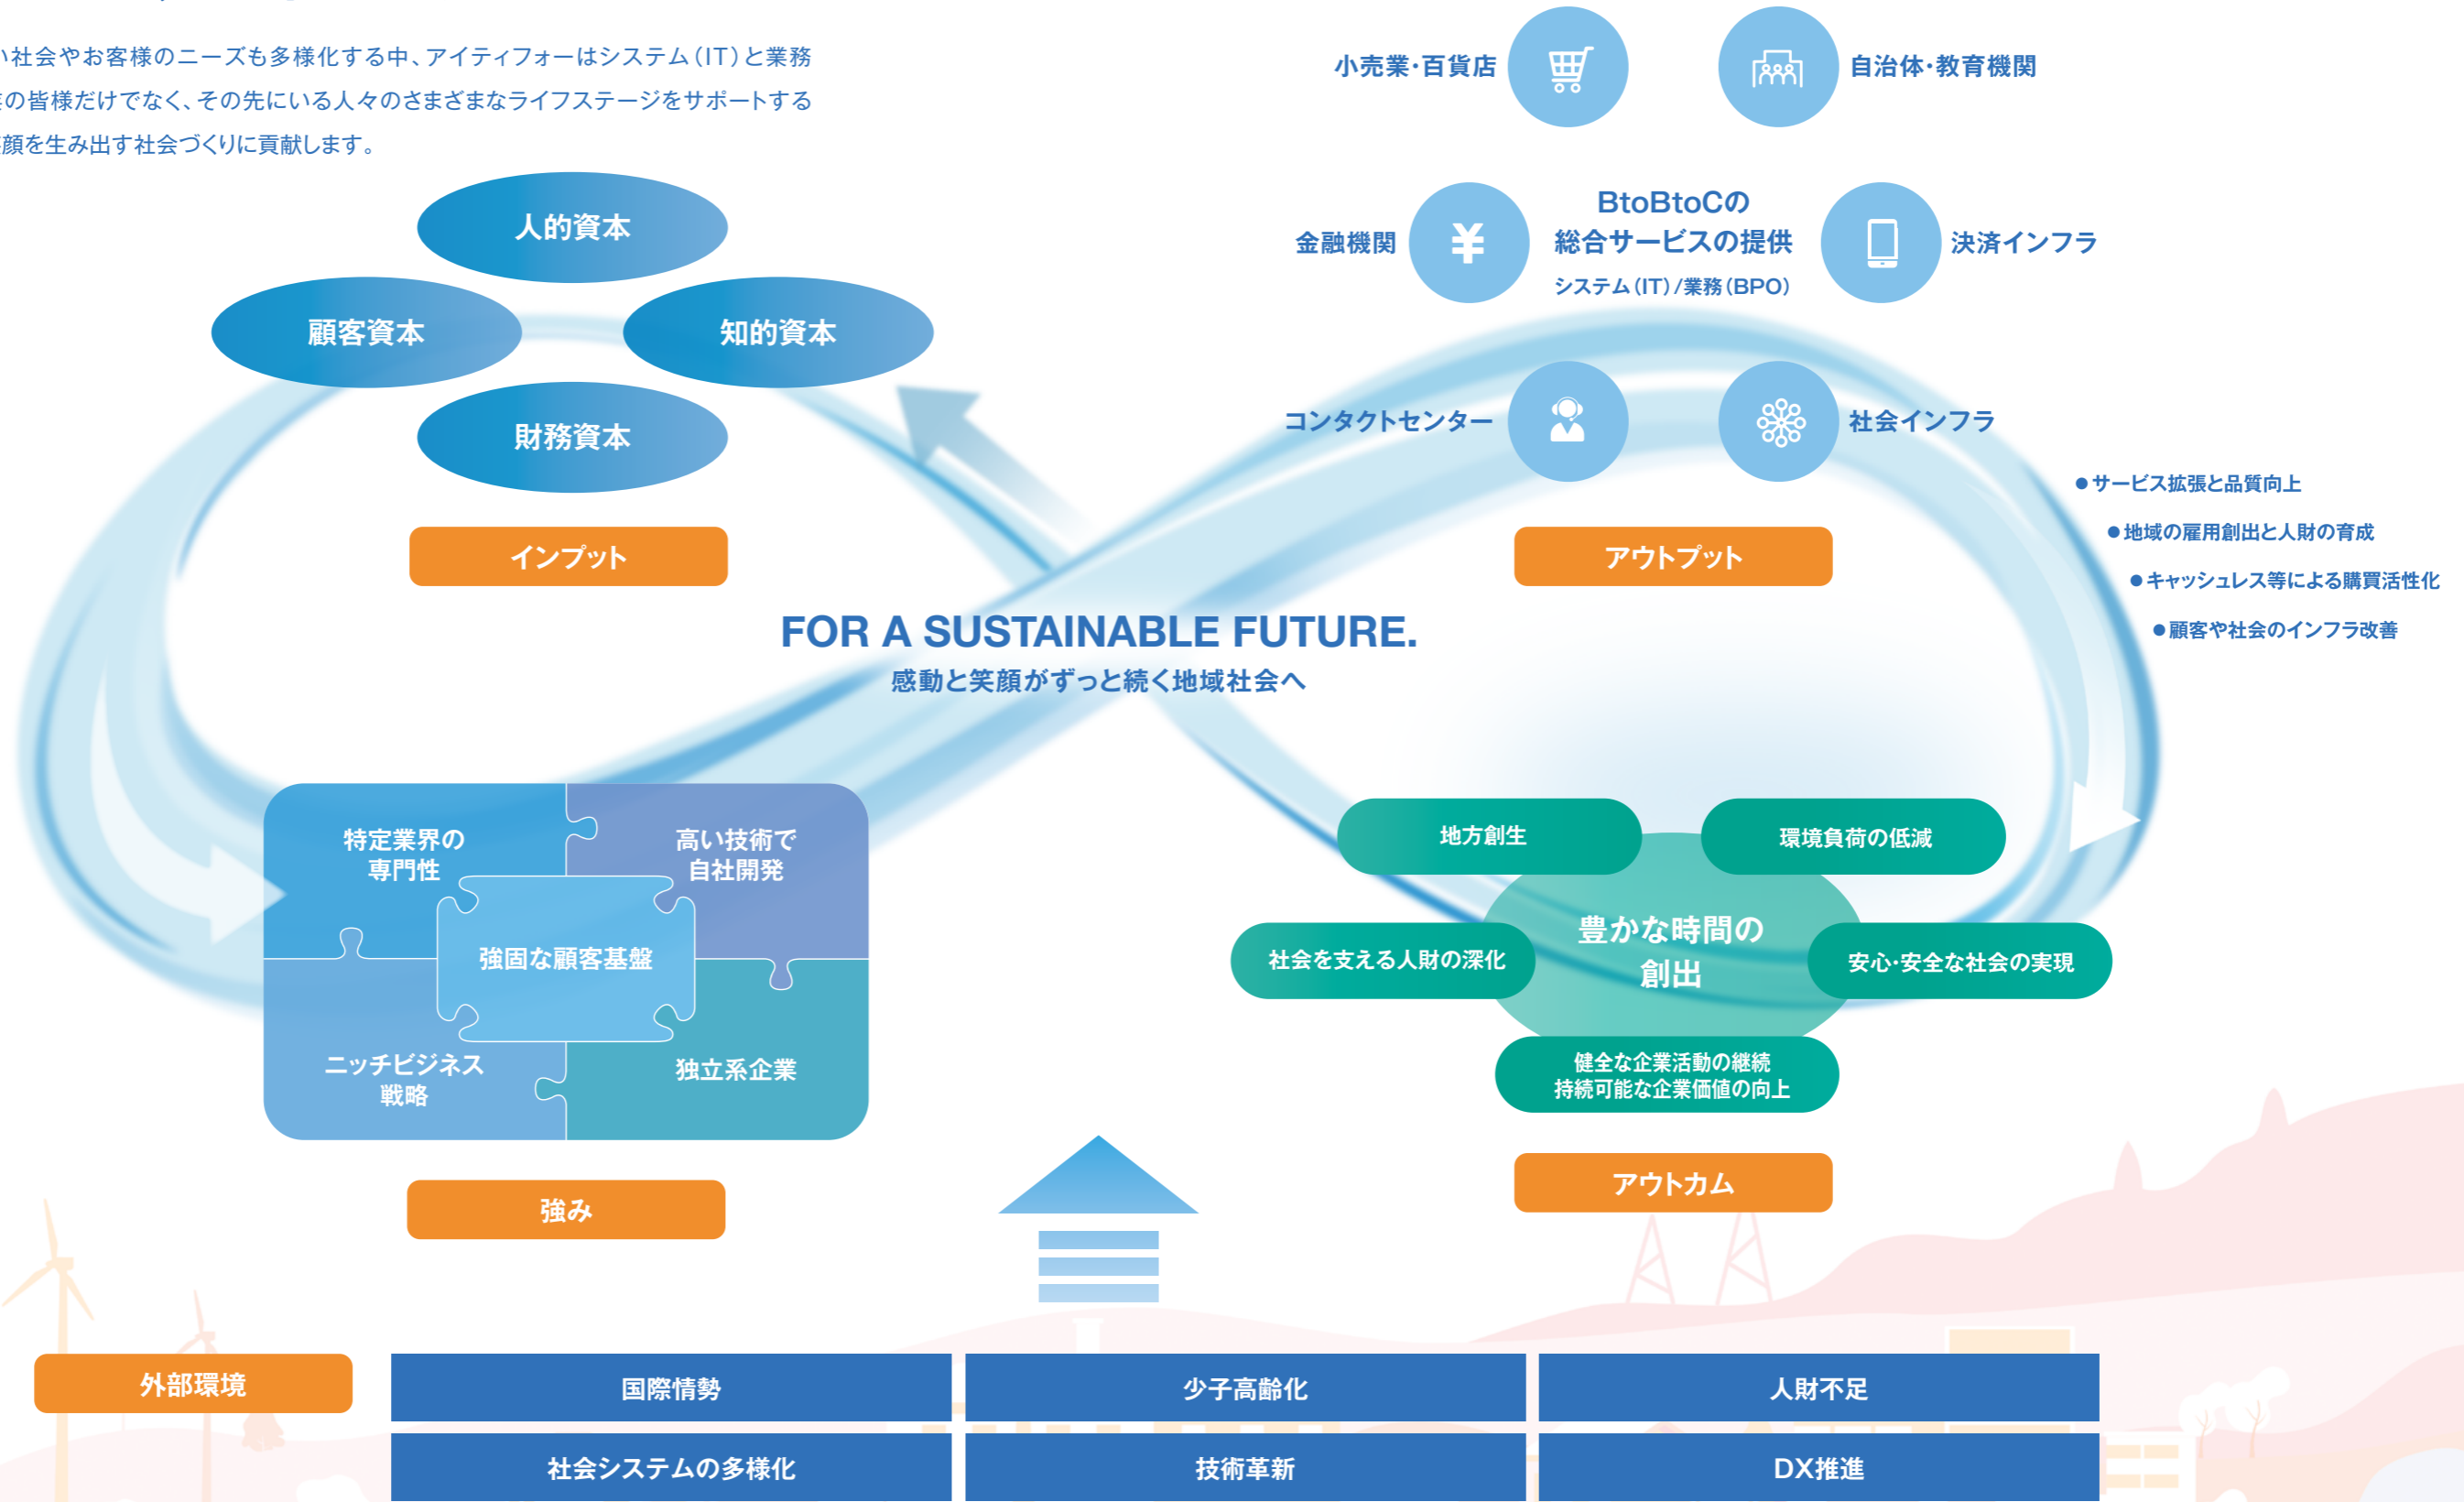 い社会やお客様のニーズも多様化する中、アイティフォーはシステム(IT)と業務
の皆様だけでなく、その先にいる人々のさまざまなライフステージをサポートする
顔を生み出す社会づくりに貢献します。
人的資本
顧客資本
知的資本
財務資本
インプット
小売業・百貨店
自治体・教育機関
金融機関
BtoBtoCの
総合サービスの提供
システム(IT)/業務(BPO)
決済インフラ
コンタクトセンター
社会インフラ
アウトプット
●サービス拡張と品質向上
●地域の雇用創出と人財の育成
●キャッシュレス等による購買活性化
●顧客や社会のインフラ改善
FOR A SUSTAINABLE FUTURE.
感動と笑顔がずっと続く地域社会へ
特定業界の
専門性
高い技術で
自社開発
強固な顧客基盤
ニッチビジネス
戦略
独立系企業
強み
地方創生
環境負荷の低減
豊かな時間の
創出
社会を支える人財の深化
安心・安全な社会の実現
健全な企業活動の継続
持続可能な企業価値の向上
アウトカム
外部環境
国際情勢
少子高齢化
人財不足
社会システムの多様化
技術革新
DX推進